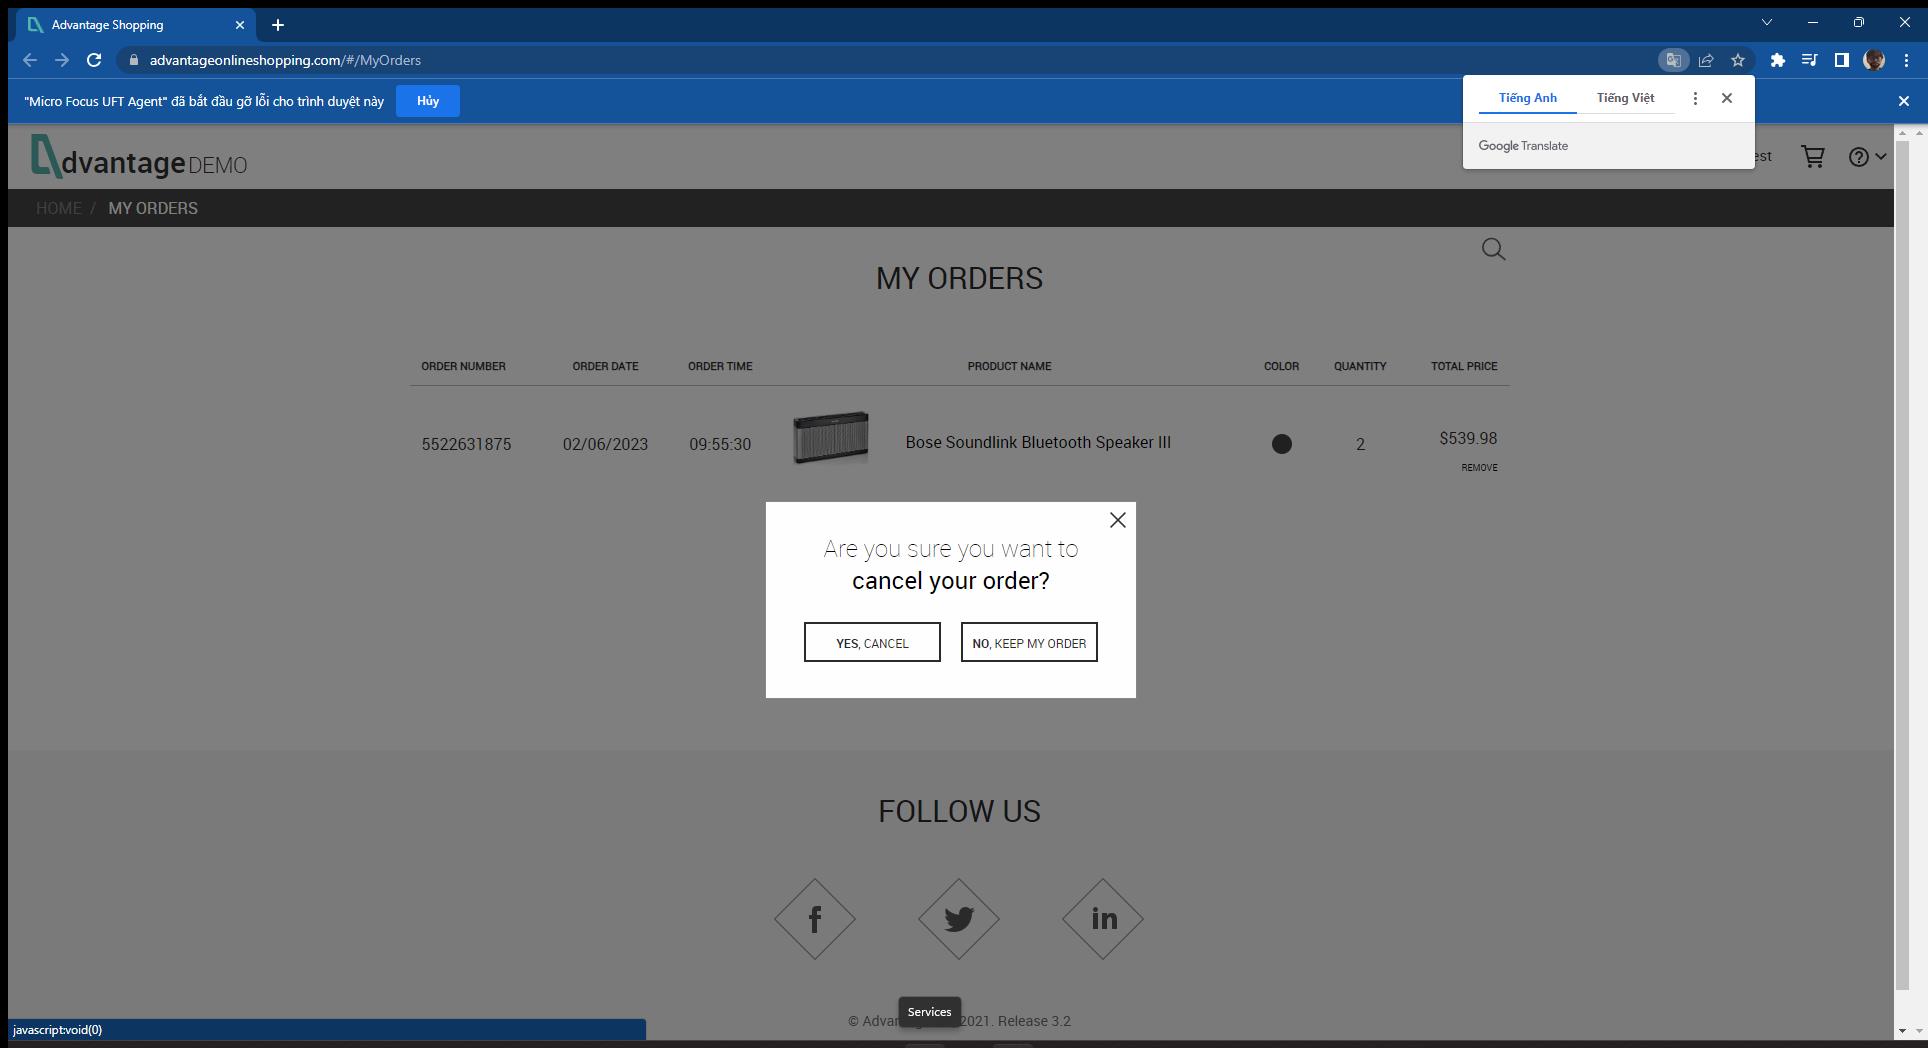 Advantage Shopping
advantageonlineshopping.com/#/MyOrders
"Micro Focus UFT Agent" đã bắt đầu gỡ lỗi cho trình duyệt này
Hủy
Tiếng Anh Tiếng Việt
Google Translate
dvantage DEMO
HOME / MY ORDERS
MY ORDERS
ORDER NUMBER ORDER DATE ORDER TIME PRODUCT NAME COLOR QUANTITY TOTAL PRICE
5522631875 02/06/2023 09:55:30 Bose Soundlink Bluetooth Speaker III 2 $539.98
REMOVE
Are you sure you want to
cancel your order?
YES, CANCEL NO, KEEP MY ORDER
FOLLOW US
f in
Services
© 2021. Release 3.2
javascript:void(0)